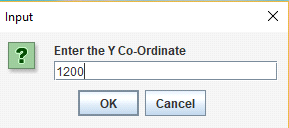 Input
Enter the Y Co-Ordinate
?
1200
OK Cancel